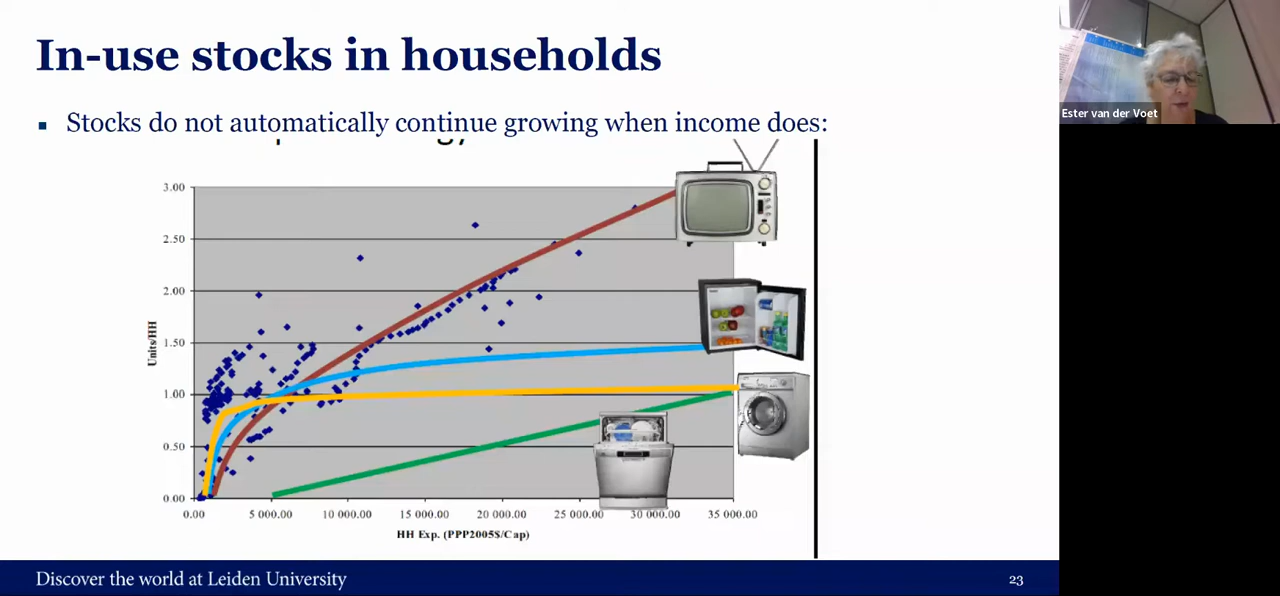 In-use stocks in households
Ester van der Voet
▪ Stocks do not automatically continue growing when income does:
3.00
2.50
2.00
1.50
1.00
0.50
0.00
Units/HH
0.00 5 000.00 10 000.00 15 000.00 20 000.00 25 000.00 30 000.00 35 000.00
HH Exp. (PPP2005$/Cap)
Discover the world at Leiden University 23